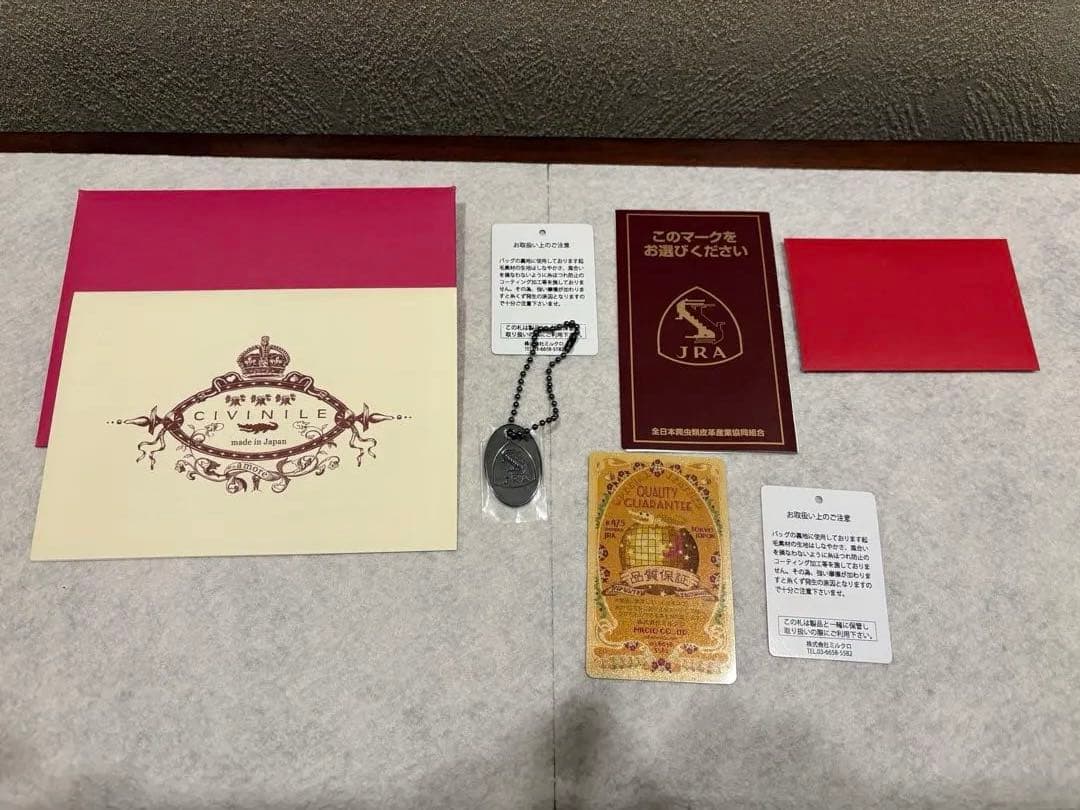 CIVINILE
made in Japan
amore
お取扱い上のご注意
バッグの裏地に使用しております起
毛素材の生地はしなやかさ、風合い
を損なわないように糸ほつれ防止の
コーティング加工等を施しておりま
せん。その為、強い摩擦が加わりま
すと糸くず発生の原因となりますの
で十分ご注意下さいませ。
この札は製品と一緒に保管し
取り扱いの際にご利用下さい。
株式会社ミルクロ
TEL.03-6658-5582
JRA
このマークを
お選びください
JRA
全日本爬虫類皮革産業協同組合
QUALITY
GUARANTEE
JRA
TOKYO
JAPAN
品質保証
お取扱い上のご注意
バッグの裏地に使用しております起
毛素材の生地はしなやかさ、風合い
を損なわないように糸ほつれ防止の
コーティング加工等を施しておりま
せん。その為、強い摩擦が加わりま
すと糸くず発生の原因となりますの
で十分ご注意下さいませ。
この札は製品と一緒に保管し
取り扱いの際にご利用下さい。
株式会社ミルクロ
TEL.03-6658-5582